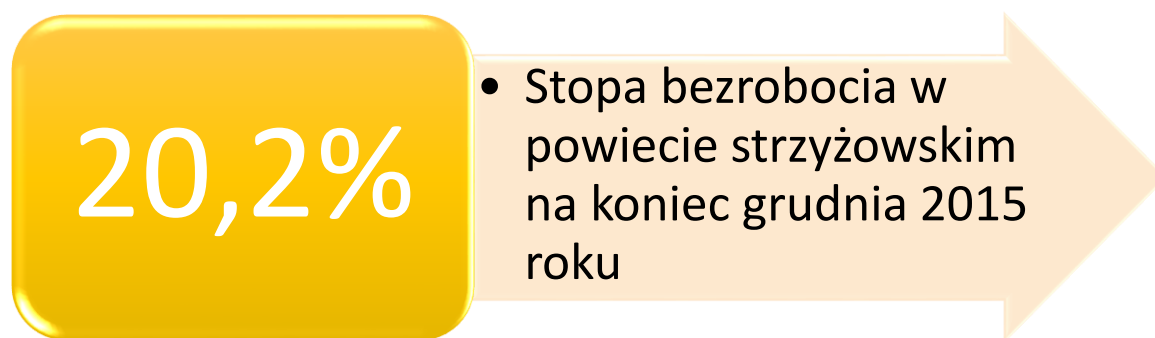 20,2%
• Stopa bezrobocia w
powiecie strzyżowskim
na koniec grudnia 2015
roku